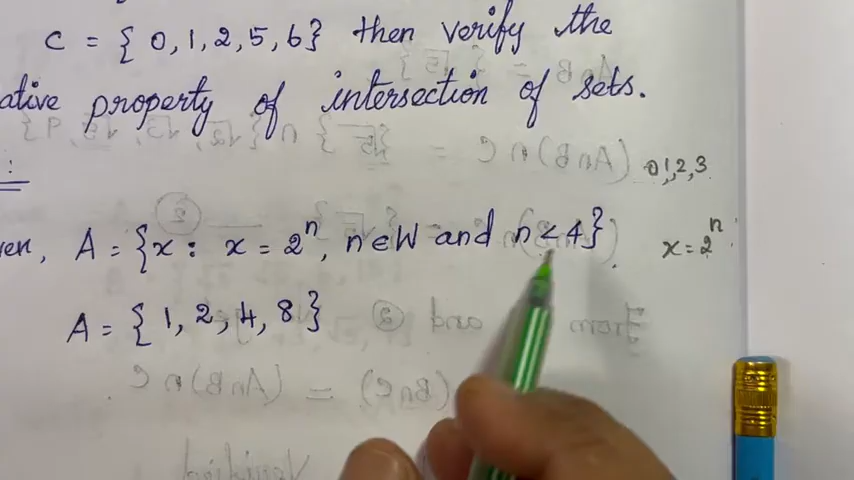 C = { 0, 1, 2, 5, 6 } then verify the
ative property of intersection of sets.
:
0, 1, 2, 3
ven, A = { x : x = 2ⁿ, n ∈ W and n < 4 }
x = 2ⁿ
A = { 1, 2, 4, 8 }